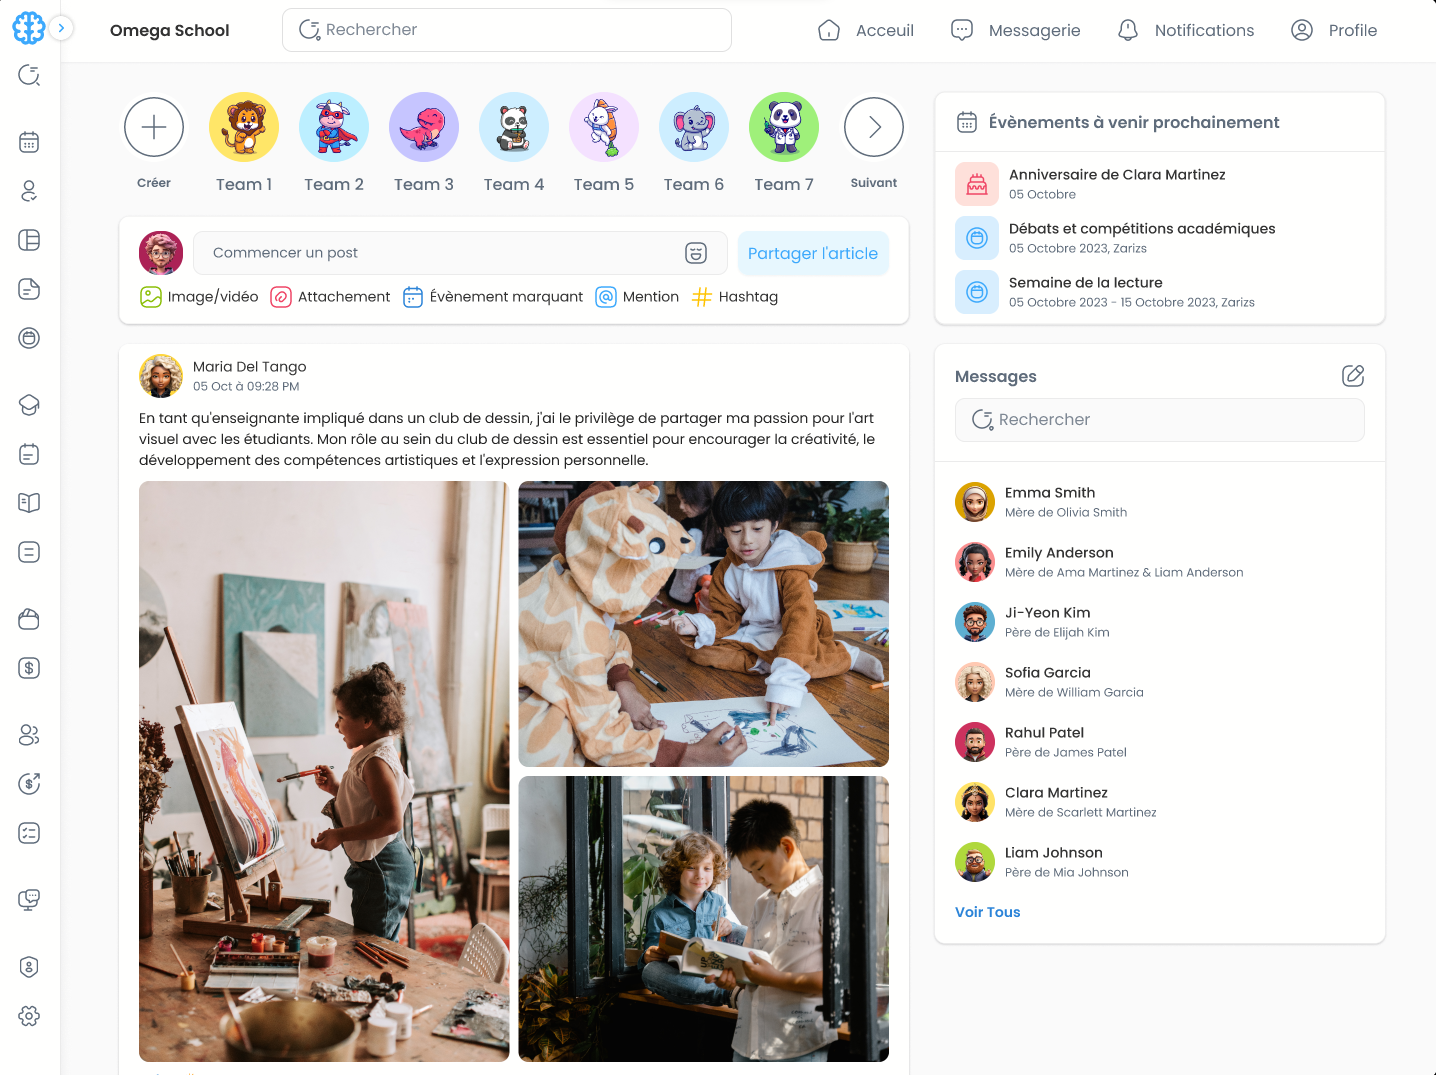 Omega School
Rechercher
Acceuil
Messagerie
Notifications
Profile
Créer
Team 1
Team 2
Team 3
Team 4
Team 5
Team 6
Team 7
Suivant
Commencer un post
Partager l'article
Image/vidéo
Attachement
Évènement marquant
Mention
Hashtag
Maria Del Tango
05 Oct à 09:28 PM
En tant qu'enseignante impliqué dans un club de dessin, j'ai le privilège de partager ma passion pour l'art
visuel avec les étudiants. Mon rôle au sein du club de dessin est essentiel pour encourager la créativité, le
développement des compétences artistiques et l'expression personnelle.
Évènements à venir prochainement
Anniversaire de Clara Martinez
05 Octobre
Débats et compétitions académiques
05 Octobre 2023, Zarizs
Semaine de la lecture
05 Octobre 2023 - 15 Octobre 2023, Zarizs
Messages
Rechercher
Emma Smith
Mère de Olivia Smith
Emily Anderson
Mère de Ama Martinez & Liam Anderson
Ji-Yeon Kim
Père de Elijah Kim
Sofia Garcia
Mère de William Garcia
Rahul Patel
Père de James Patel
Clara Martinez
Mère de Scarlett Martinez
Liam Johnson
Père de Mia Johnson
Voir Tous